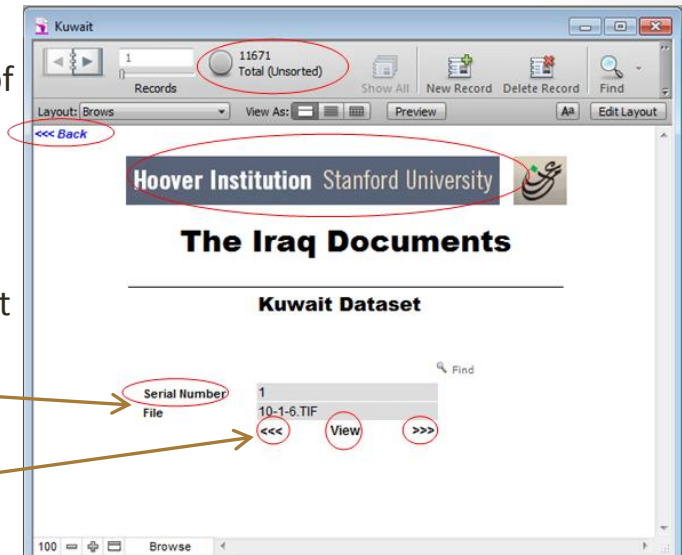 Kuwait
1
11671
Total (Unsorted)
Records
Show All
New Record
Delete Record
Find
of
Layout: Brows
View As:
Preview
Aa
Edit Layout
<<< Back
Hoover Institution Stanford University
The Iraq Documents
t
Kuwait Dataset
Find
Serial Number 1
File 10-1-6.TIF
<<< View >>>
100
Browse